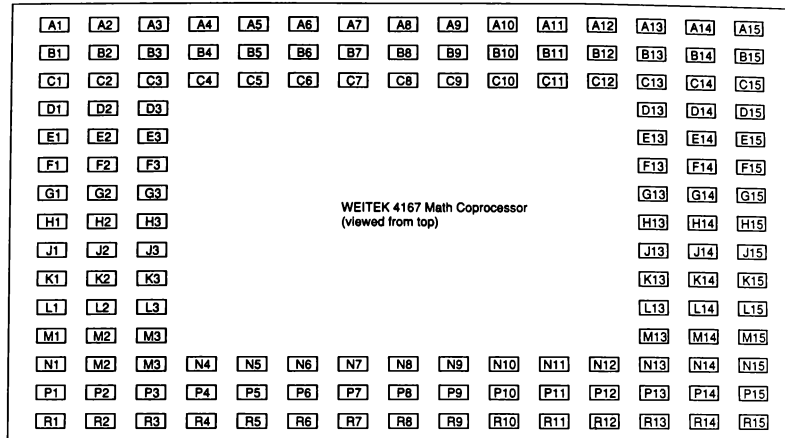 A1 A2 A3 A4 A5 A6 A7 A8 A9 A10 A11 A12 A13 A14 A15
B1 B2 B3 B4 B5 B6 B7 B8 B9 B10 B11 B12 B13 B14 B15
C1 C2 C3 C4 C5 C6 C7 C8 C9 C10 C11 C12 C13 C14 C15
D1 D2 D3 D13 D14 D15
E1 E2 E3 E13 E14 E15
F1 F2 F3 F13 F14 F15
G1 G2 G3 G13 G14 G15
WEITEK 4167 Math Coprocessor
(viewed from top)
H1 H2 H3 H13 H14 H15
J1 J2 J3 J13 J14 J15
K1 K2 K3 K13 K14 K15
L1 L2 L3 L13 L14 L15
M1 M2 M3 M13 M14 M15
N1 M2 M3 N4 N5 N6 N7 N8 N9 N10 N11 N12 N13 N14 N15
P1 P2 P3 P4 P5 P6 P7 P8 P9 P10 P11 P12 P13 P14 P15
R1 R2 R3 R4 R5 R6 R7 R8 R9 R10 R11 R12 R13 R14 R15